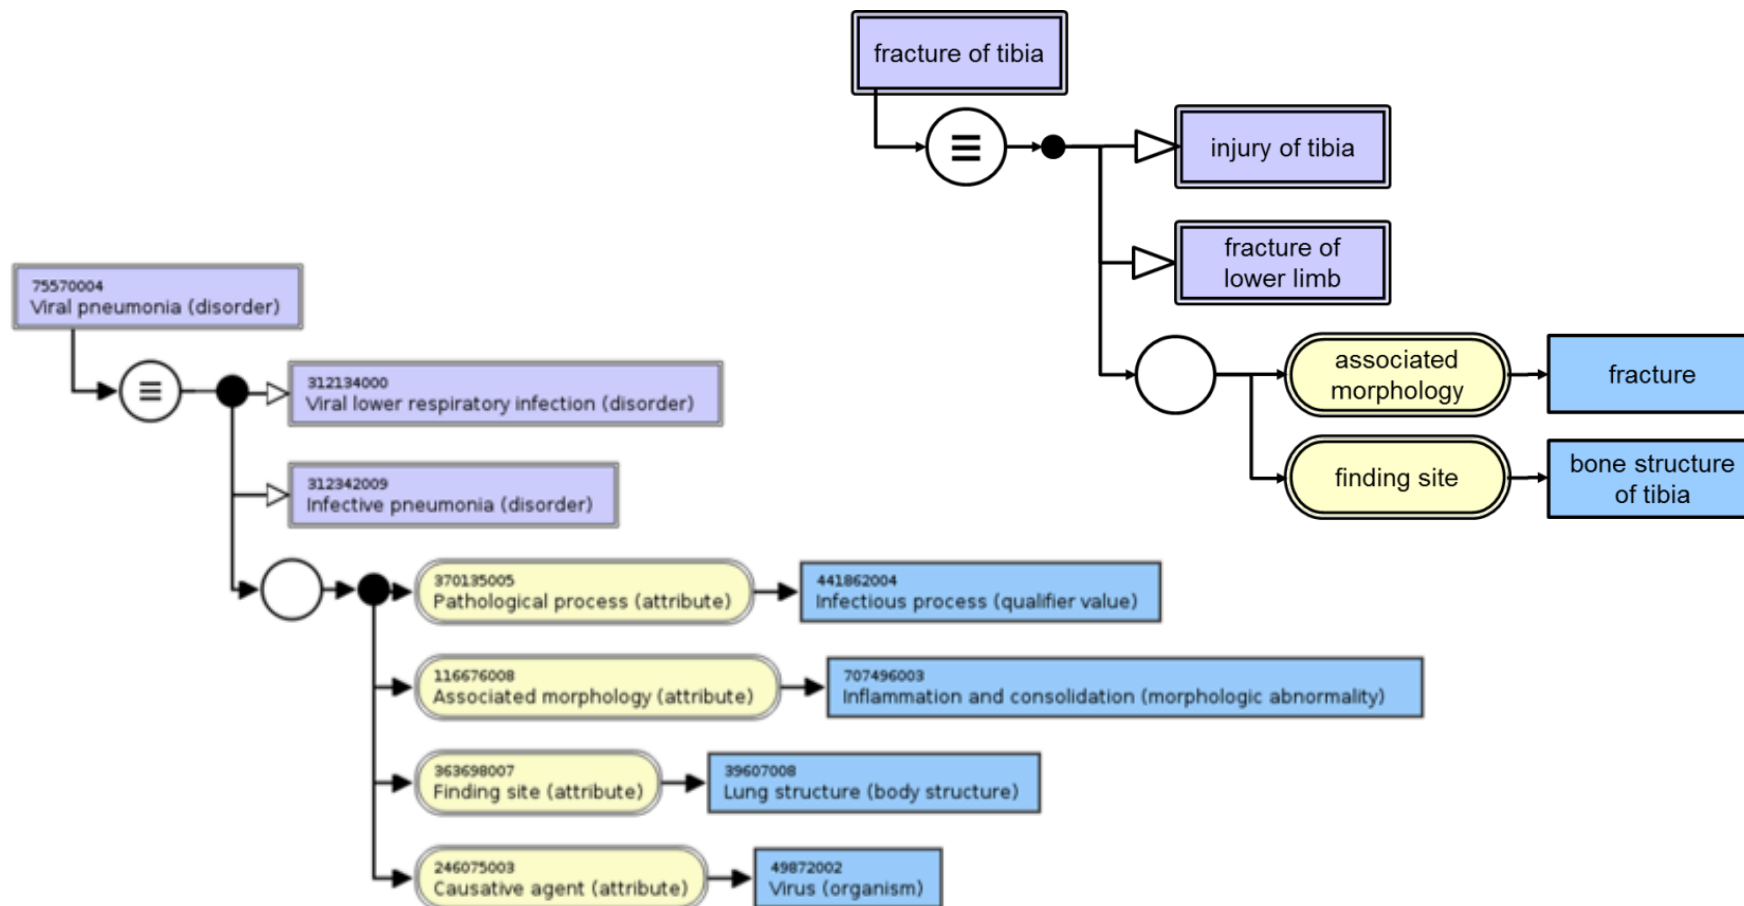 fracture of tibia
injury of tibia
fracture of
lower limb
associated
morphology
fracture
finding site
bone structure
of tibia
75570004
Viral pneumonia (disorder)
312134000
Viral lower respiratory infection (disorder)
312342009
Infective pneumonia (disorder)
370135005
Pathological process (attribute)
441862004
Infectious process (qualifier value)
116676008
Associated morphology (attribute)
707496003
Inflammation and consolidation (morphologic abnormality)
363698007
Finding site (attribute)
39607008
Lung structure (body structure)
246075003
Causative agent (attribute)
49872002
Virus (organism)